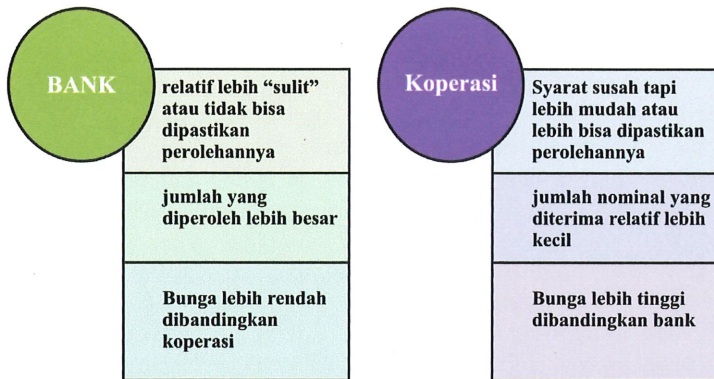 BANK
relatif lebih “sulit”
atau tidak bisa
dipastikan
perolehannya
jumlah yang
diperoleh lebih besar
Bunga lebih rendah
dibandingkan
koperasi
Koperasi
Syarat susah tapi
lebih mudah atau
lebih bisa dipastikan
perolehannya
jumlah nominal yang
diterima relatif lebih
kecil
Bunga lebih tinggi
dibandingkan bank